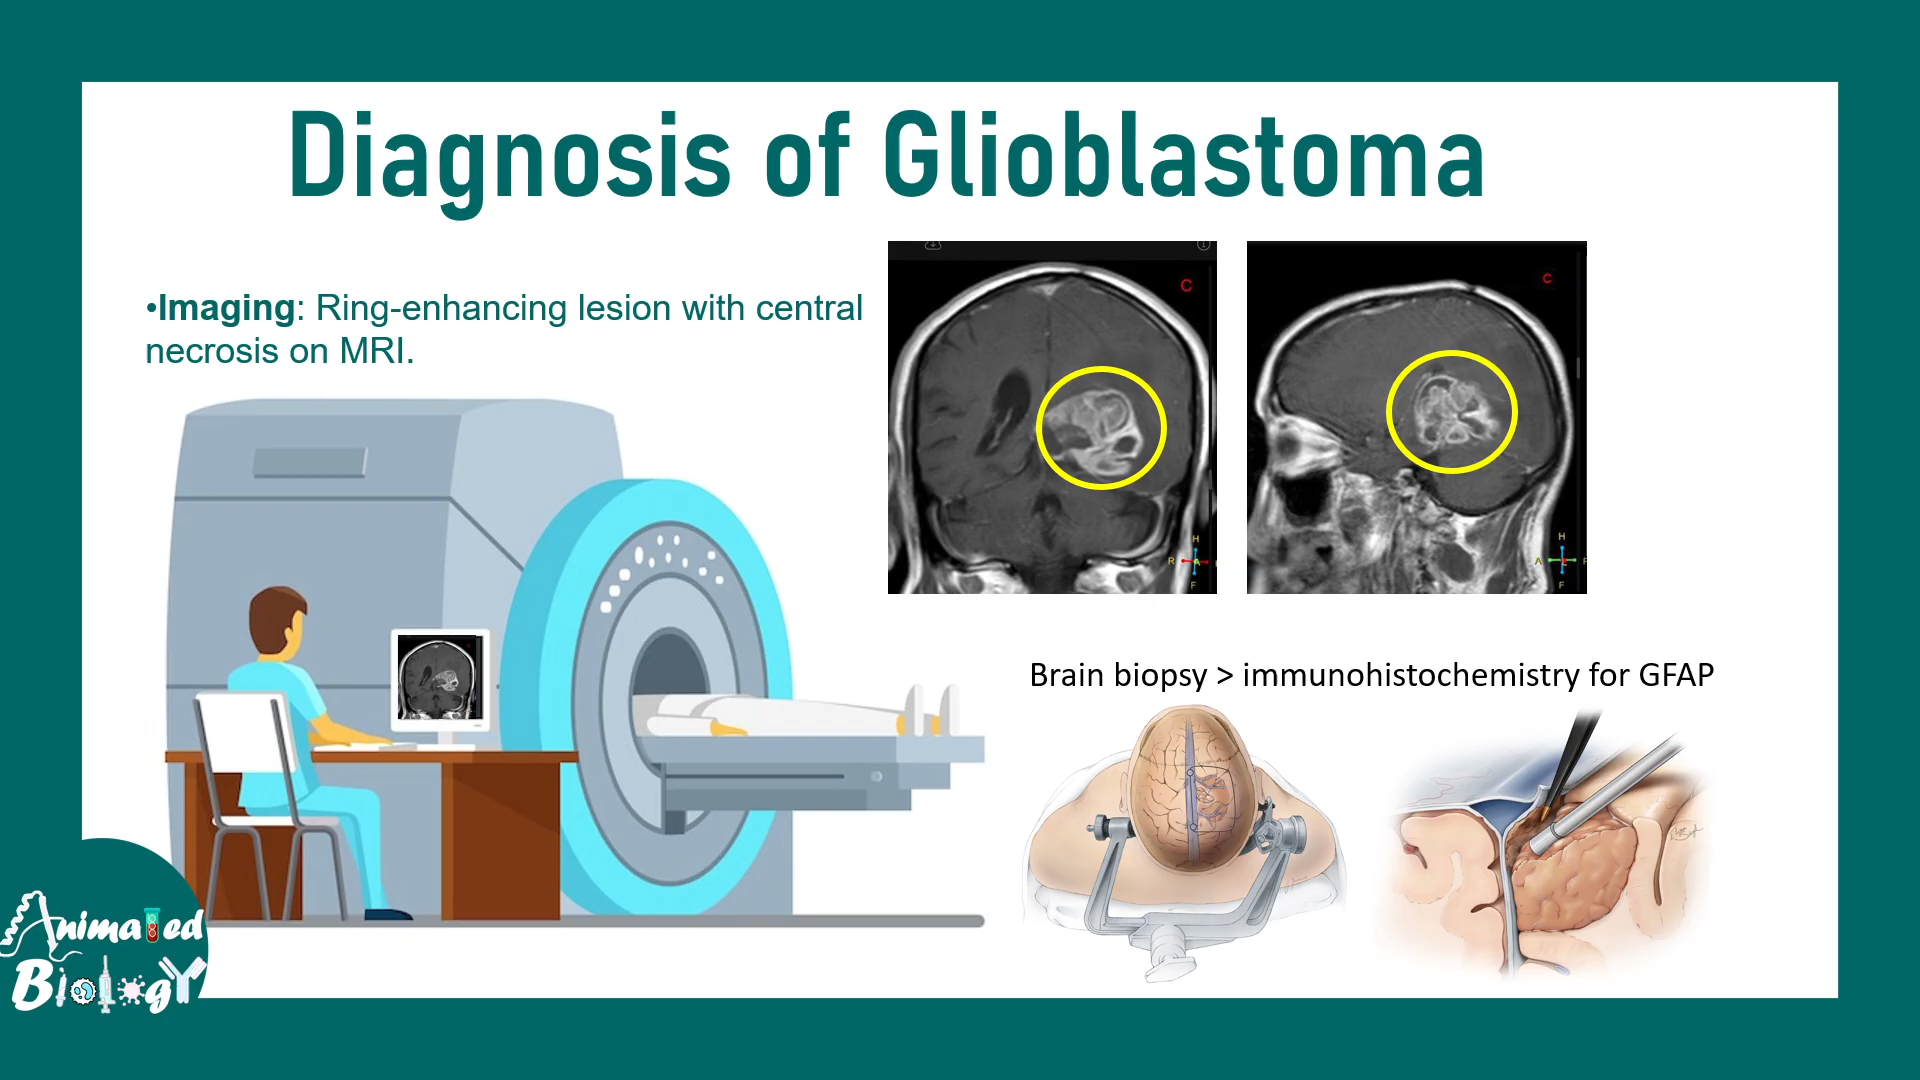 Diagnosis of Glioblastoma
•Imaging: Ring-enhancing lesion with central
necrosis on MRI.
C
H
R
A
F
C
H
A
F
Brain biopsy > immunohistochemistry for GFAP
Animated
Biology